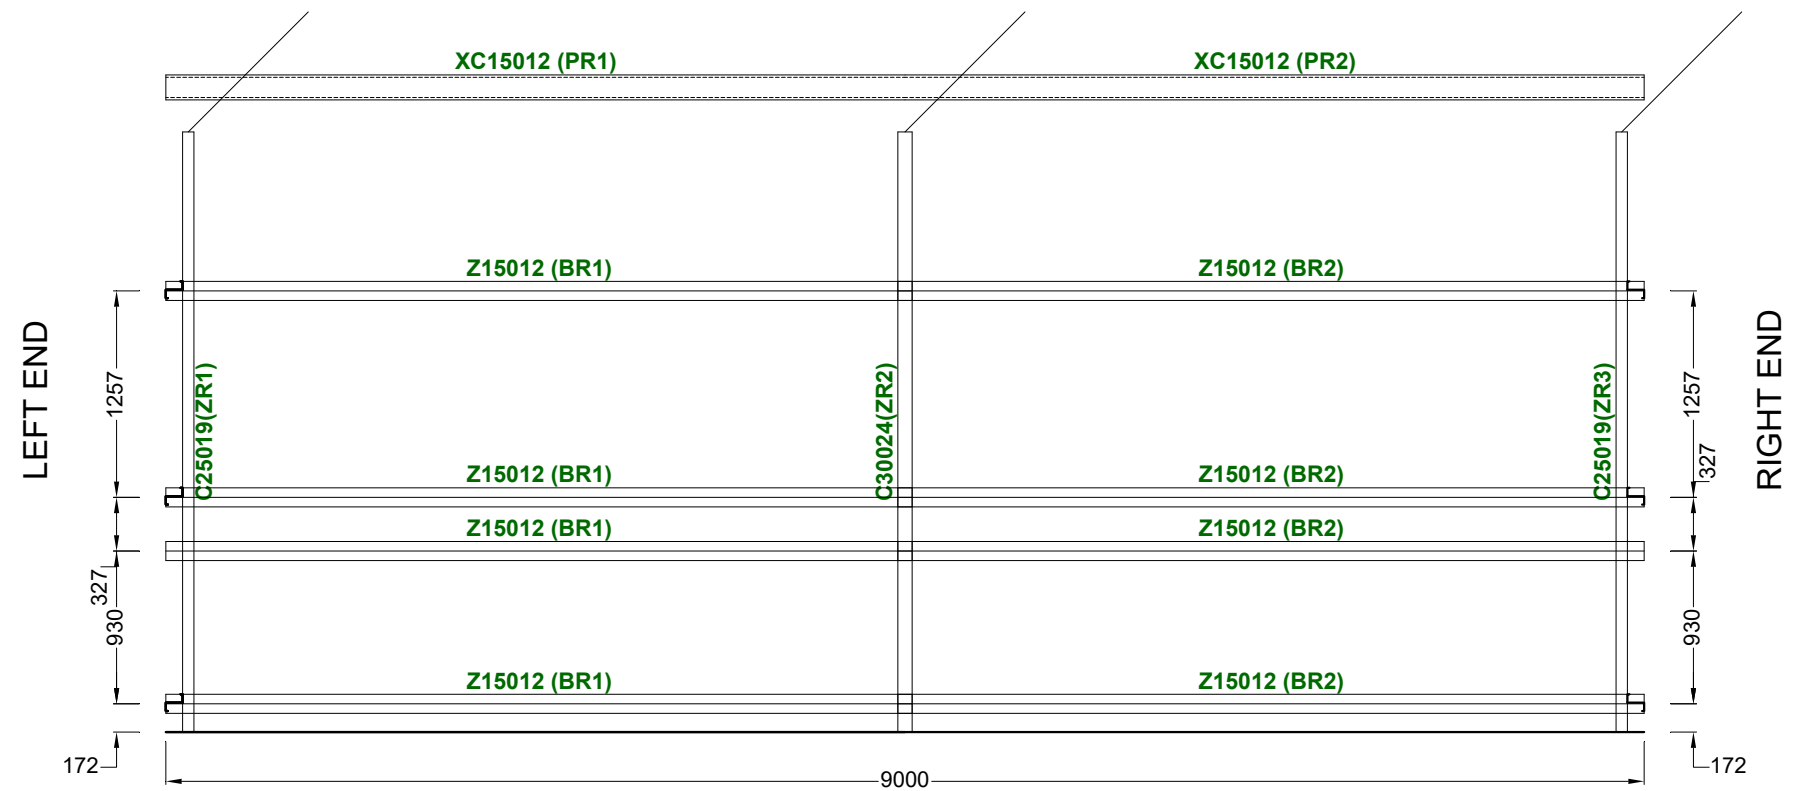 XC15012 (PR1)
XC15012 (PR2)
Z15012 (BR1)
Z15012 (BR2)
LEFT END
1257
C25019(ZR1)
C30024(ZR2)
C25019(ZR3)
1257
327
RIGHT END
Z15012 (BR1)
Z15012 (BR2)
Z15012 (BR1)
Z15012 (BR2)
327
930
930
Z15012 (BR1)
Z15012 (BR2)
172
9000
172